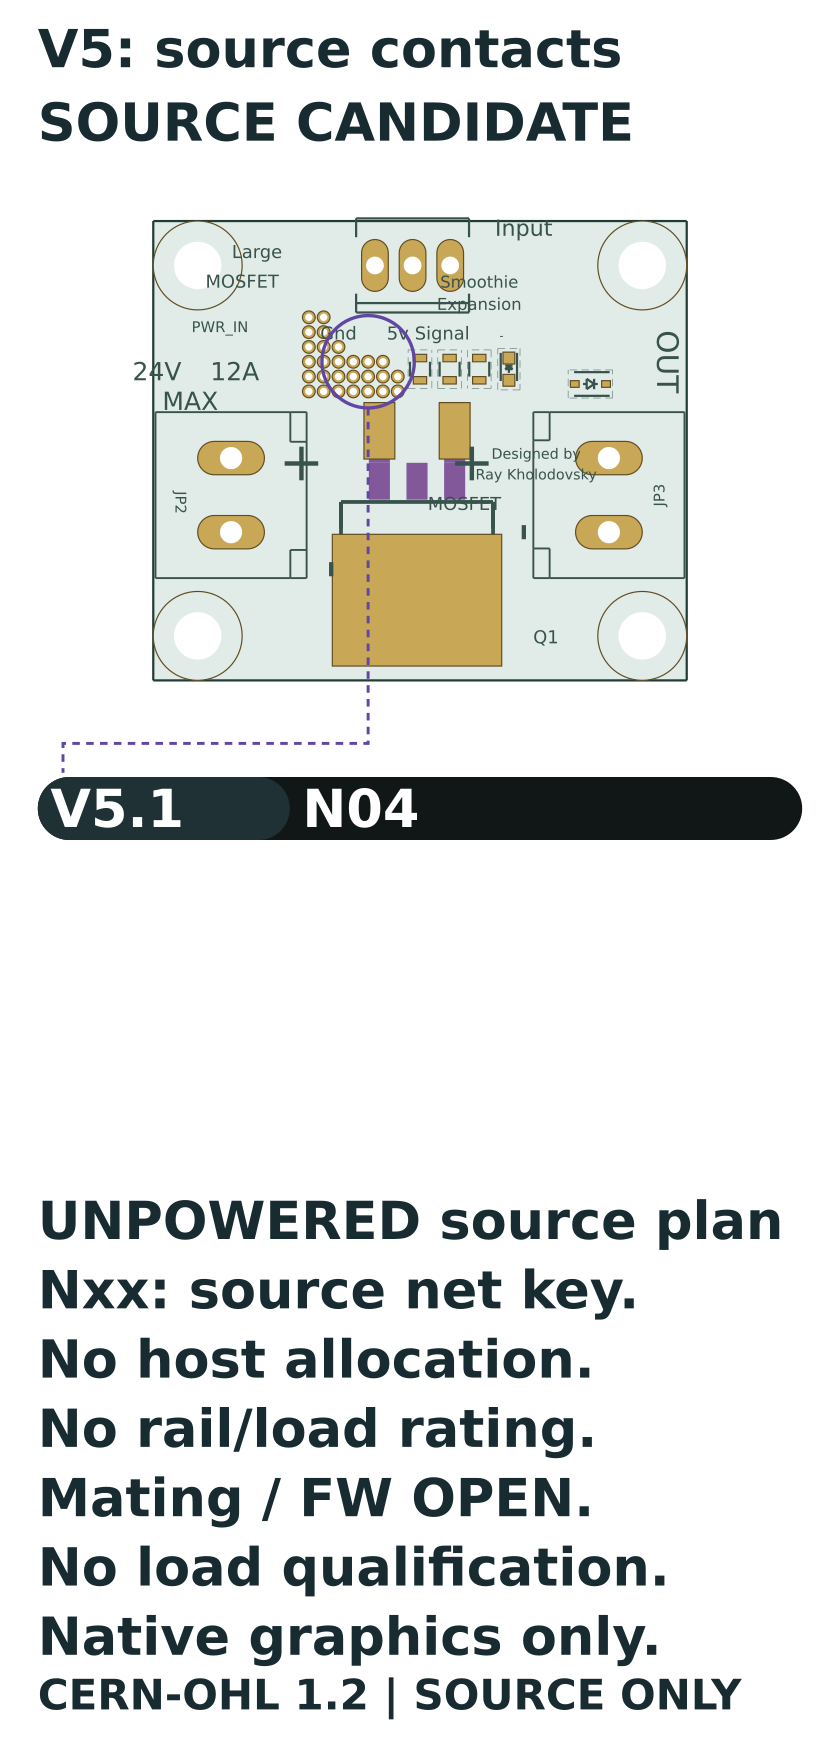 V5: source contacts
SOURCE CANDIDATE
Input
Large
MOSFET
Smoothie
Expansion
PWR_IN
Gnd
5v Signal
-
OUT
24V 12A
MAX
+
+
Designed by
Ray Kholodovsky
JP2
JP3
MOSFET
-
-
Q1
V5.1 N04
UNPOWERED source plan
Nxx: source net key.
No host allocation.
No rail/load rating.
Mating / FW OPEN.
No load qualification.
Native graphics only.
CERN-OHL 1.2 | SOURCE ONLY